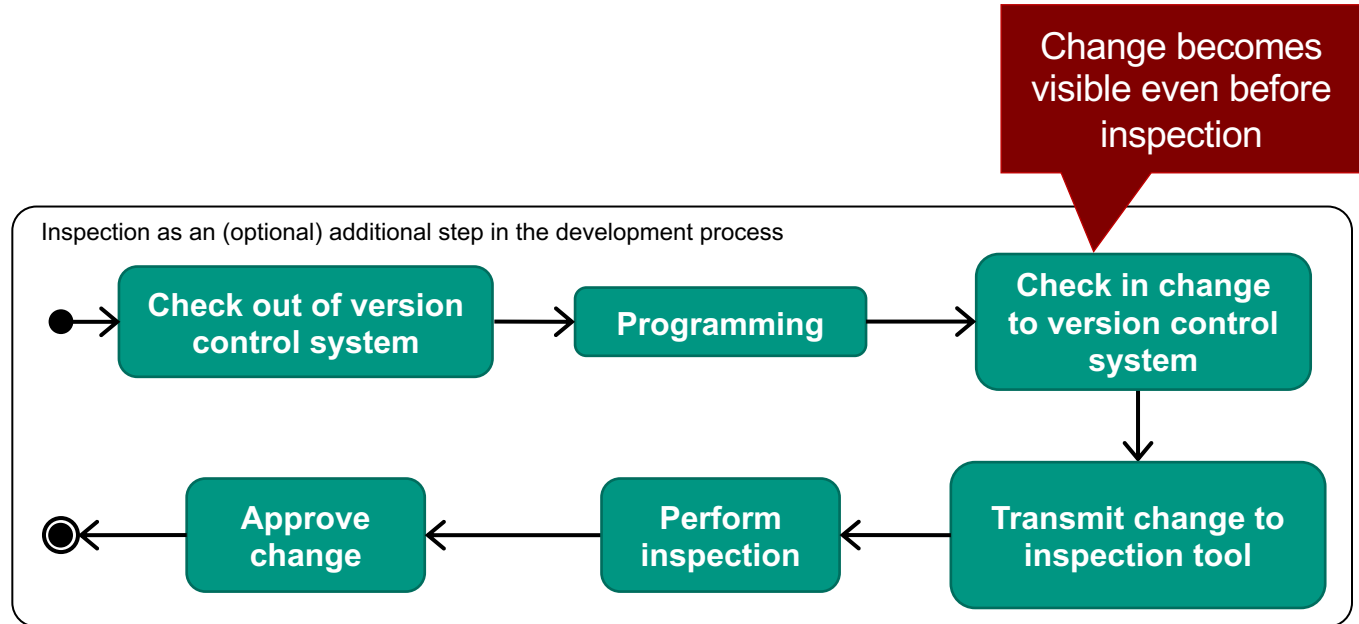 Change becomes
visible even before
inspection
Inspection as an (optional) additional step in the development process
Check out of version
control system
Programming
Check in change
to version control
system
Transmit change to
inspection tool
Perform
inspection
Approve
change